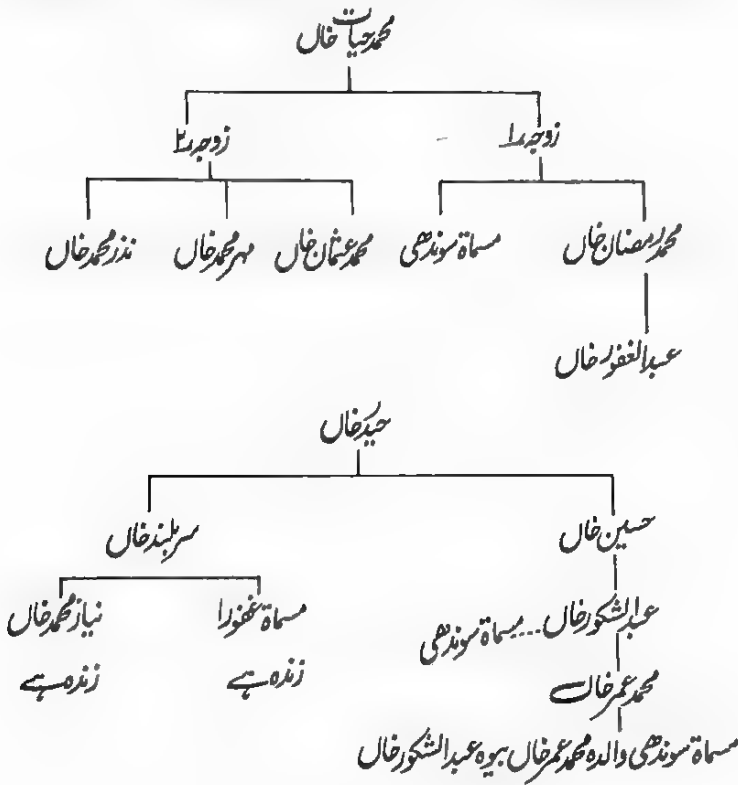 محمد حیات خاں
زوجہ ۱ زوجہ ۲
محمد رمضان خاں مسماۃ سوندھی محمد عثمان خاں مہر محمد خاں نذر محمد خاں
عبدالغفور خاں
حیدر خاں
حسین خاں سربلند خاں
عبدالشکور خاں...مسماۃ سوندھی مسماۃ غفورا نیاز محمد خاں
محمد عمر خاں زندہ ہے زندہ ہے
مسماۃ سوندھی والدہ محمد عمر خاں بیوہ عبدالشکور خاں